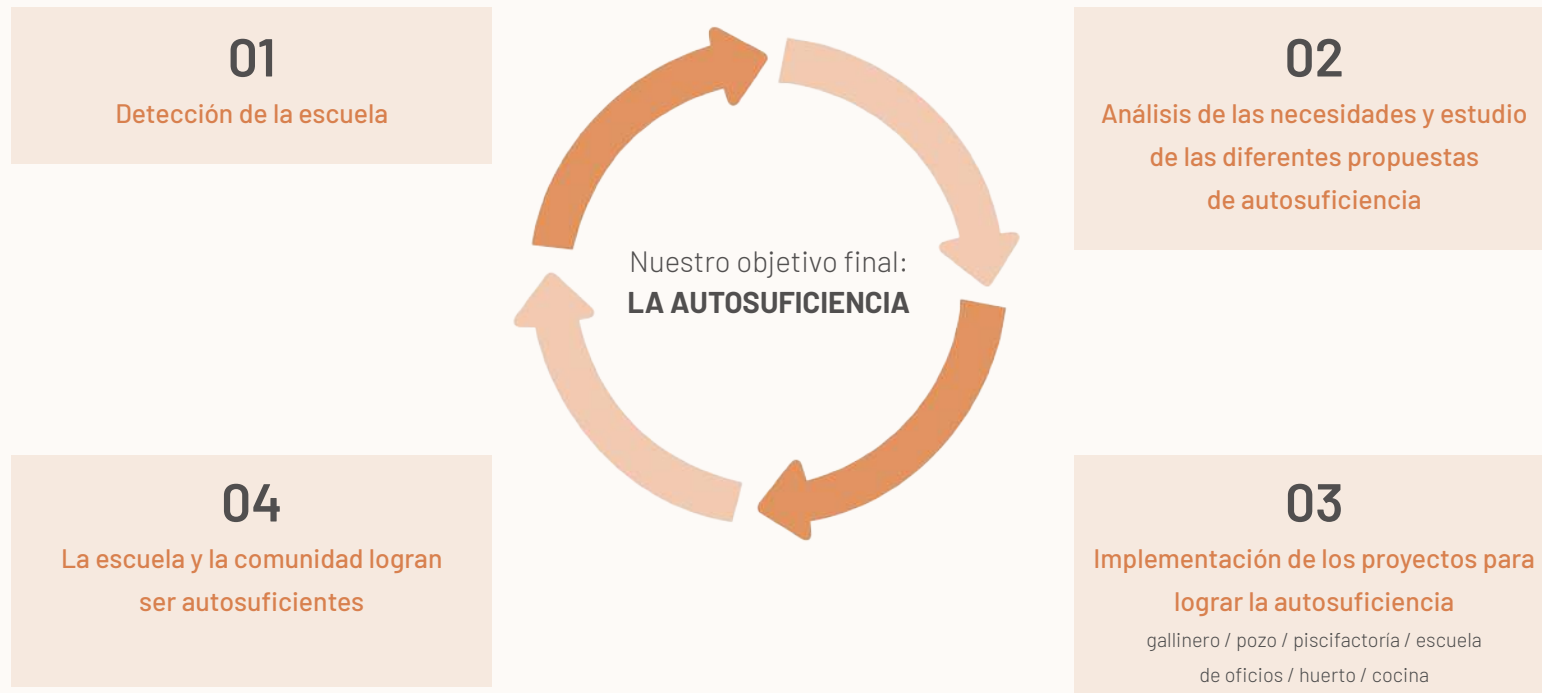 01
Detección de la escuela
02
Análisis de las necesidades y estudio
de las diferentes propuestas
de autosuficiencia
Nuestro objetivo final:
LA AUTOSUFICIENCIA
04
La escuela y la comunidad logran
ser autosuficientes
03
Implementación de los proyectos para
lograr la autosuficiencia
gallinero / pozo / piscifactoría / escuela
de oficios / huerto / cocina